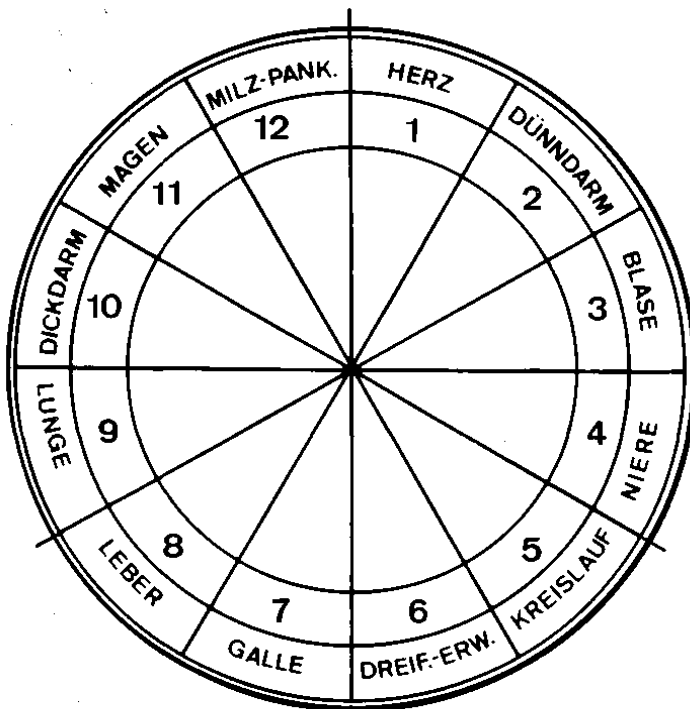 HERZ
1
DÜNNDARM
2
BLASE
3
NIERE
4
KREISLAUF
5
DREIF.-ERW.
6
GALLE
7
LEBER
8
LUNGE
9
DICKDARM
10
MAGEN
11
MILZ-PANK.
12